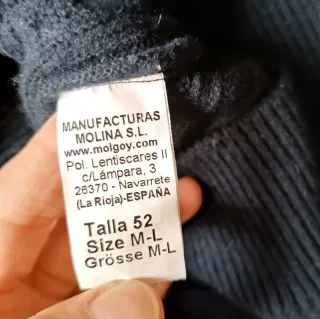 MANUFACTURAS
MOLINA S.L.
www.molgoy.com
Pol. Lentiscares II
c/Lámpara, 3
26370 - Navarrete
(La Rioja)-ESPAÑA
Talla 52
Size M-L
Grösse M-L